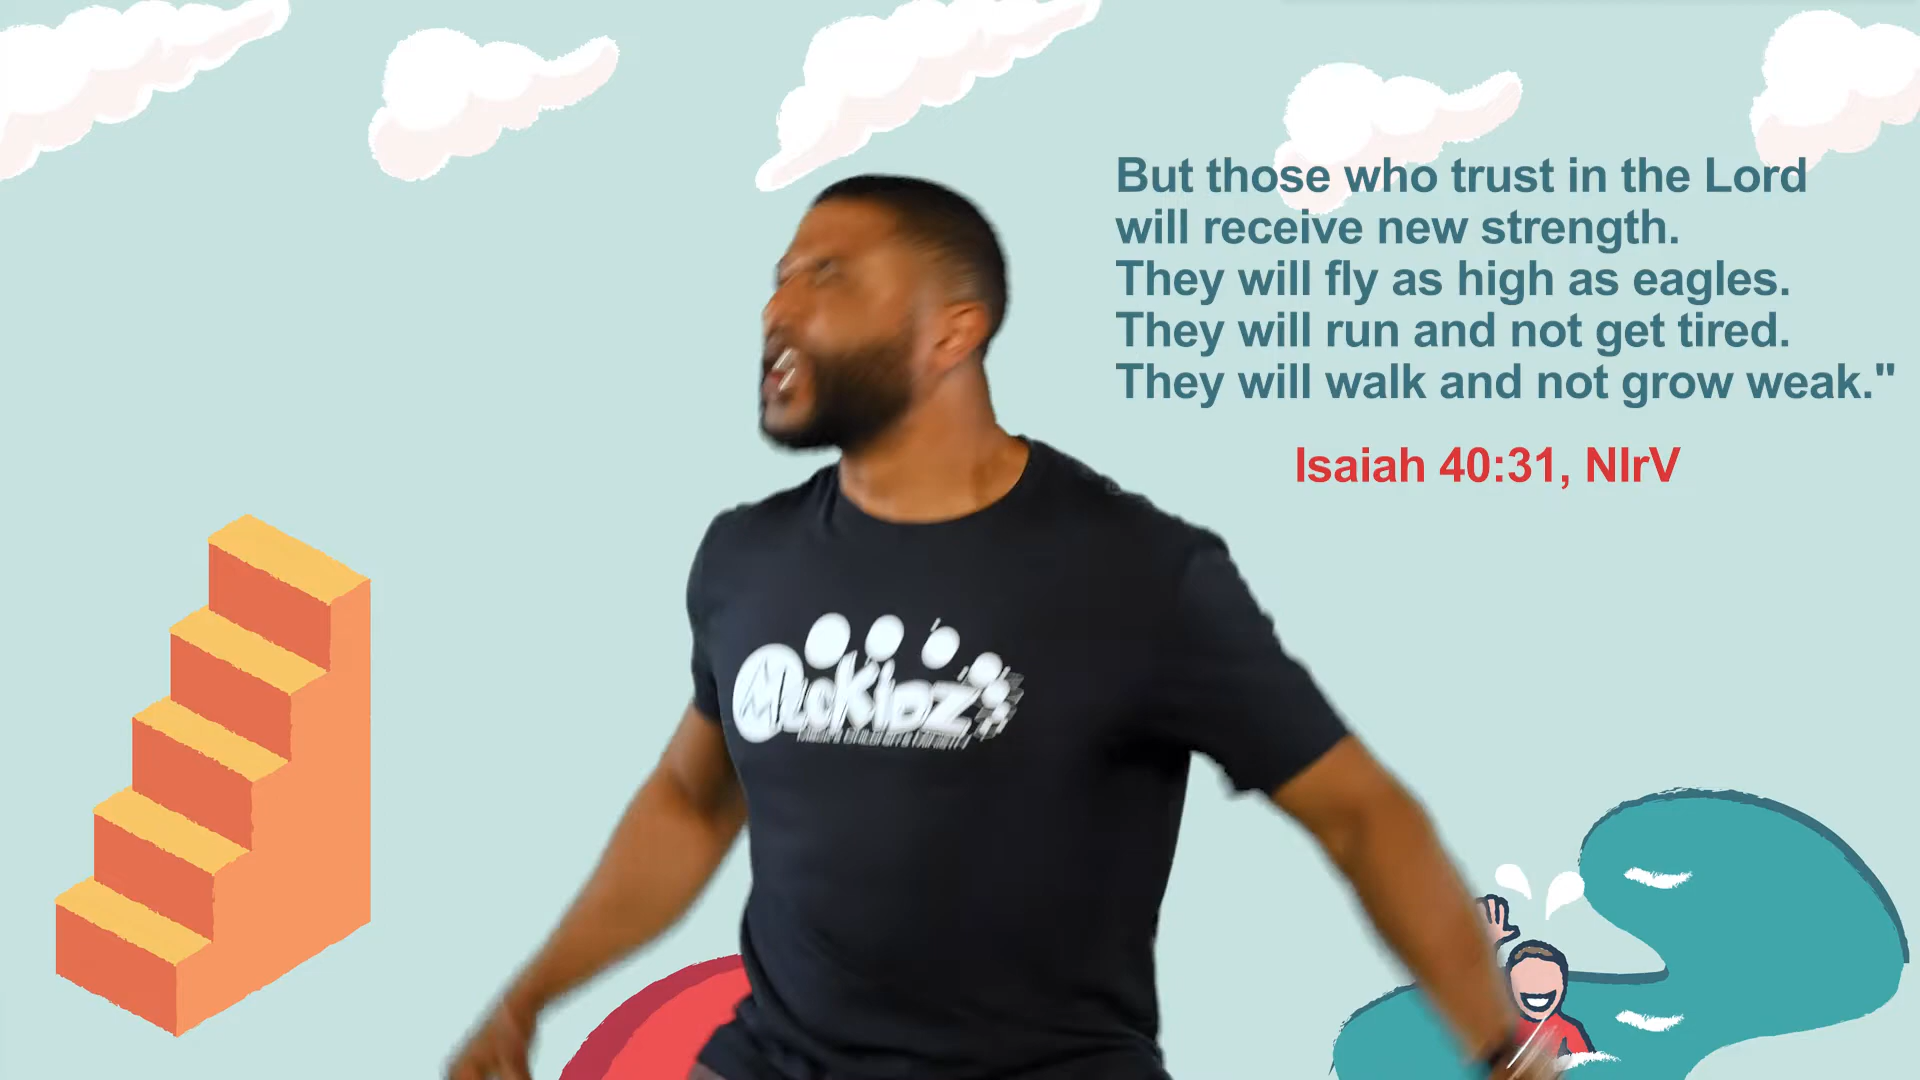 But those who trust in the Lord
will receive new strength.
They will fly as high as eagles.
They will run and not get tired.
They will walk and not grow weak."
Isaiah 40:31, NIrV
McKidz